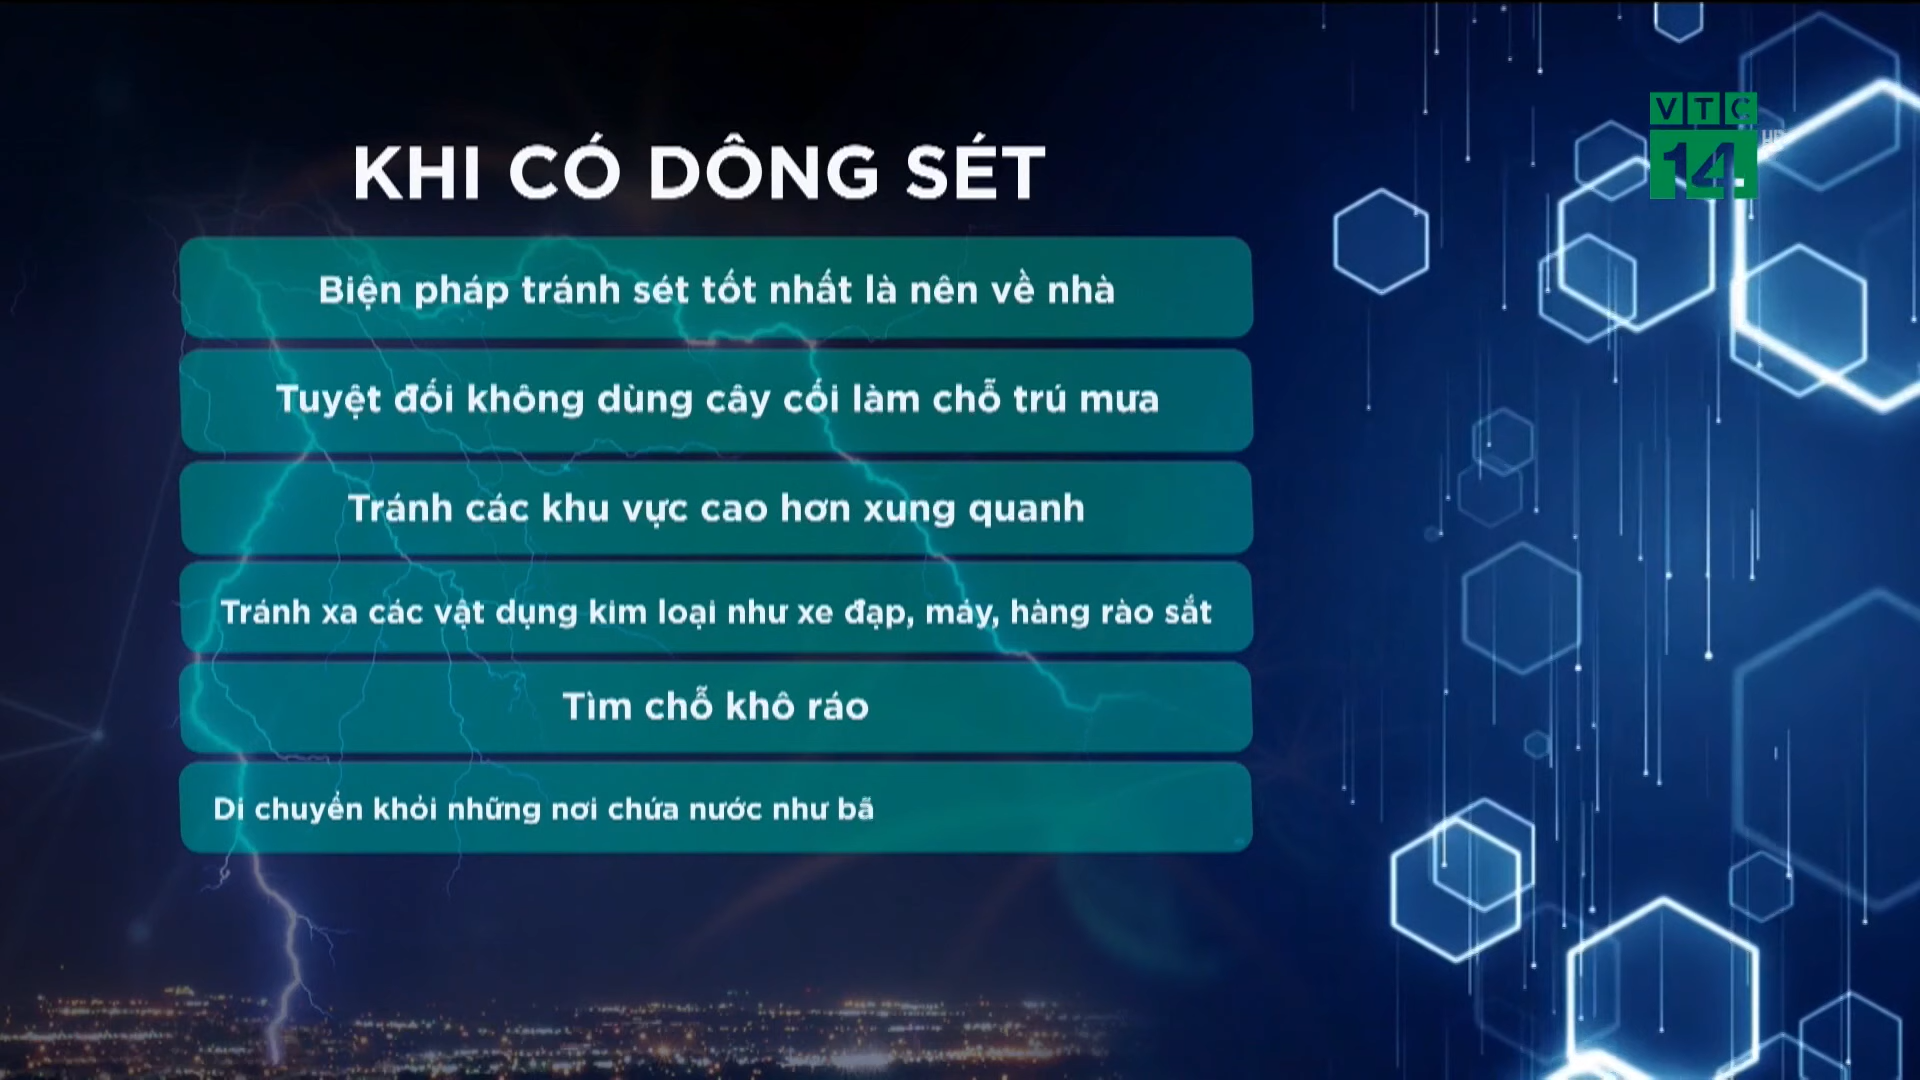 VTC
14
HD
KHI CÓ DÔNG SÉT
Biện pháp tránh sét tốt nhất là nên về nhà
Tuyệt đối không dùng cây cối làm chỗ trú mưa
Tránh các khu vực cao hơn xung quanh
Tránh xa các vật dụng kim loại như xe đạp, máy, hàng rào sắt
Tìm chỗ khô ráo
Di chuyển khỏi những nơi chứa nước như bã